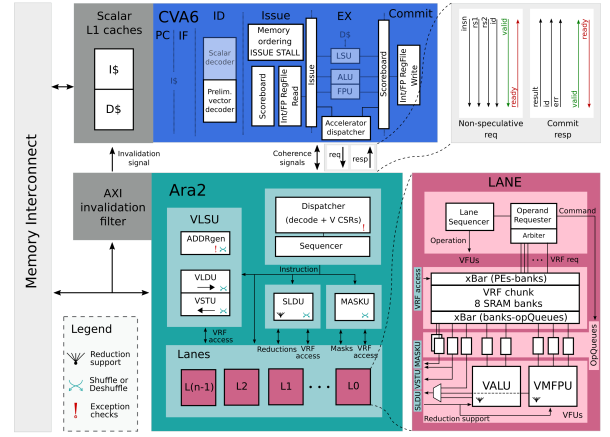 Memory Interconnect
Scalar
L1 caches
I$
D$
CVA6
PC
IF
I$
ID
Scalar
decoder
Prelim.
vector
decoder
Issue
Memory
ordering
ISSUE STALL
Scoreboard
Int/FP RegFile
Read
Issue
EX
D$
LSU
ALU
FPU
Accelerator
dispatcher
Scoreboard
Commit
Int/FP RegFile
Write
insn
rs1
rs2
id
valid
ready
Non-speculative
req
result
id
err
valid
ready
Commit
resp
Invalidation
signal
Coherence
signals
req
resp
AXI
invalidation
filter
Ara2
VLSU
ADDRgen
VLDU
VSTU
Dispatcher
(decode + V CSRs)
Sequencer
Instruction
SLDU
MASKU
VRF
access
Reductions
VRF
access
Masks
VRF
access
Lanes
L(n-1)
L2
L1
L0
Legend
Reduction
support
Shuffle or
Deshuffle
Exception
checks
LANE
Lane
Sequencer
Operand
Requester
Arbiter
Command
Operation
VFUs
VRF req
VRF access
xBar (PEs-banks)
VRF chunk
8 SRAM banks
xBar (banks-opQueues)
OpQueues
SLDU/VSTU MASKU
VALU
VMFPU
VFUs
Reduction support